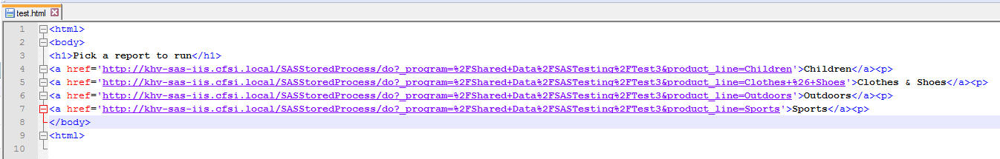 test.html
1 <html>
2 <body>
3 <h1>Pick a report to run</h1>
4 <a href='http://khv-sas-iis.cfsi.local/SASStoredProcess/do?_program=%2FShared+Data%2FSASTesting%2FTest3&product_line=Children'>Children</a><p>
5 <a href='http://khv-sas-iis.cfsi.local/SASStoredProcess/do?_program=%2FShared+Data%2FSASTesting%2FTest3&product_line=Clothes+%26+Shoes'>Clothes & Shoes</a><p>
6 <a href='http://khv-sas-iis.cfsi.local/SASStoredProcess/do?_program=%2FShared+Data%2FSASTesting%2FTest3&product_line=Outdoors'>Outdoors</a><p>
7 <a href='http://khv-sas-iis.cfsi.local/SASStoredProcess/do?_program=%2FShared+Data%2FSASTesting%2FTest3&product_line=Sports'>Sports</a><p>
8 </body>
9 <html>
10